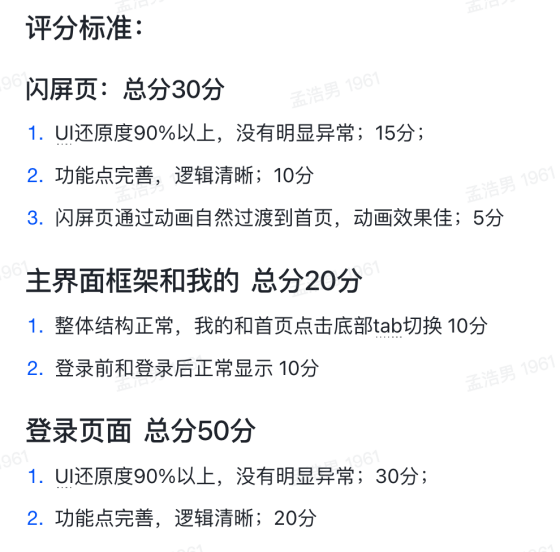 评分标准：
闪屏页：总分30分
1. UI还原度90%以上，没有明显异常；15分；
2. 功能点完善，逻辑清晰；10分
3. 闪屏页通过动画自然过渡到首页，动画效果佳；5分
主界面框架和我的 总分20分
1. 整体结构正常，我的和首页点击底部tab切换 10分
2. 登录前和登录后正常显示 10分
登录页面 总分50分
1. UI还原度90%以上，没有明显异常；30分；
2. 功能点完善，逻辑清晰；20分
孟浩男 1961